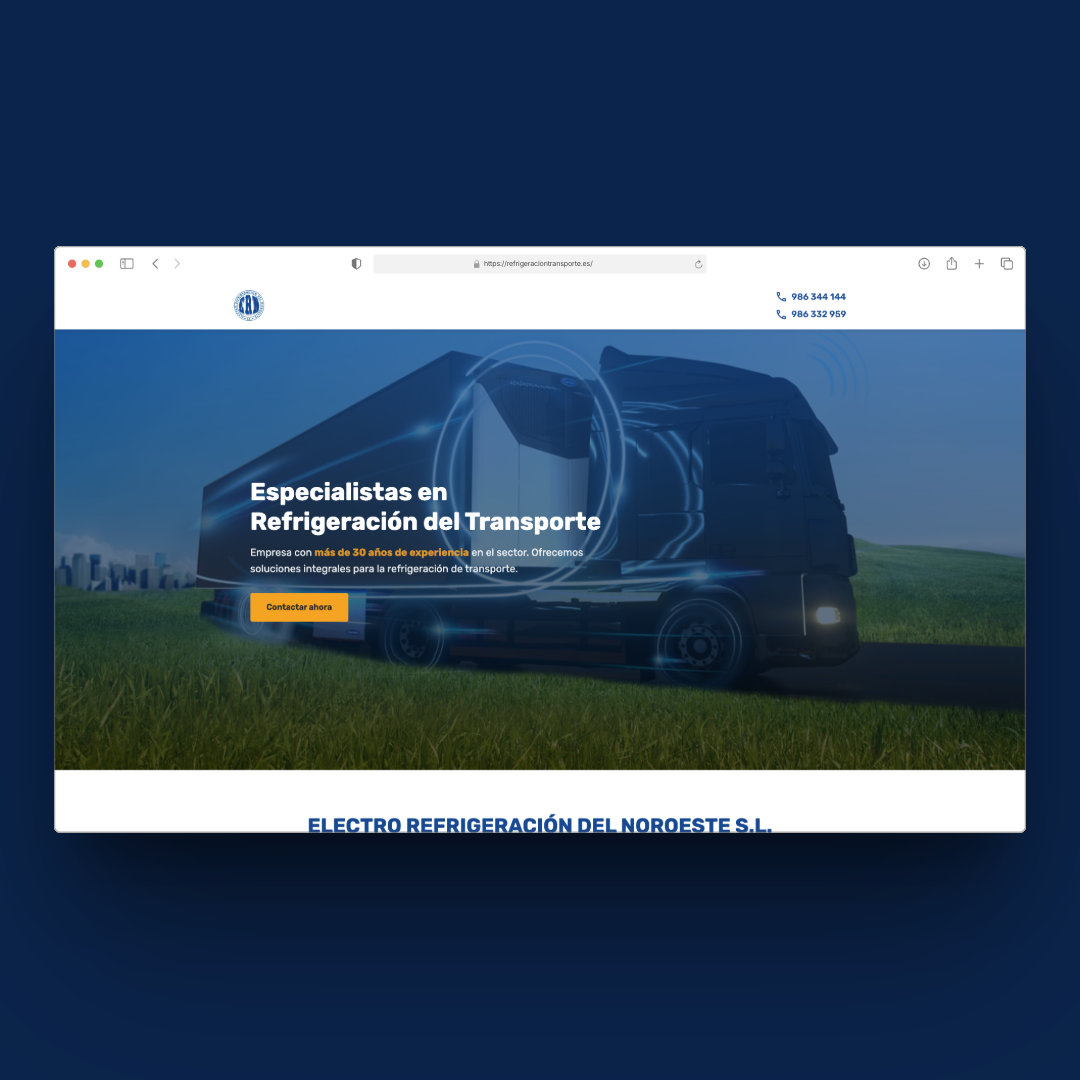 https://refrigeraciontransporte.es/
986 344 144
986 332 959
Especialistas en
Refrigeración del Transporte
Empresa con más de 30 años de experiencia en el sector. Ofrecemos
soluciones integrales para la refrigeración de transporte.
Contactar ahora
ELECTRO REFRIGERACIÓN DEL NOROESTE S.L.